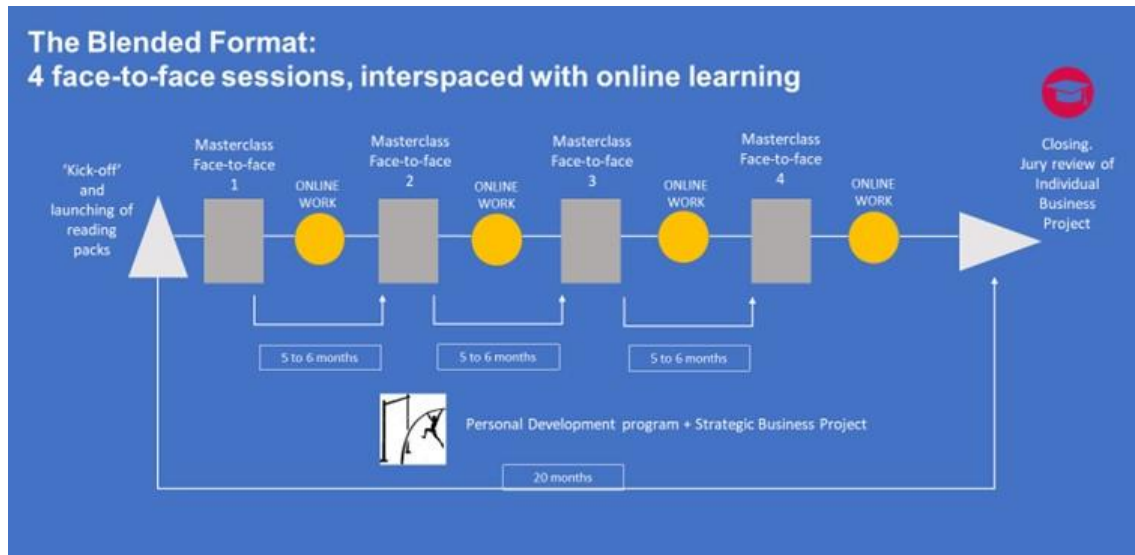 The Blended Format:
4 face-to-face sessions, interspaced with online learning
'Kick-off'
and
launching of
reading
packs
Masterclass
Face-to-face
1
ONLINE
WORK
Masterclass
Face-to-face
2
ONLINE
WORK
Masterclass
Face-to-face
3
ONLINE
WORK
Masterclass
Face-to-face
4
ONLINE
WORK
Closing.
Jury review of
Individual
Business
Project
5 to 6 months
5 to 6 months
5 to 6 months
Personal Development program + Strategic Business Project
20 months